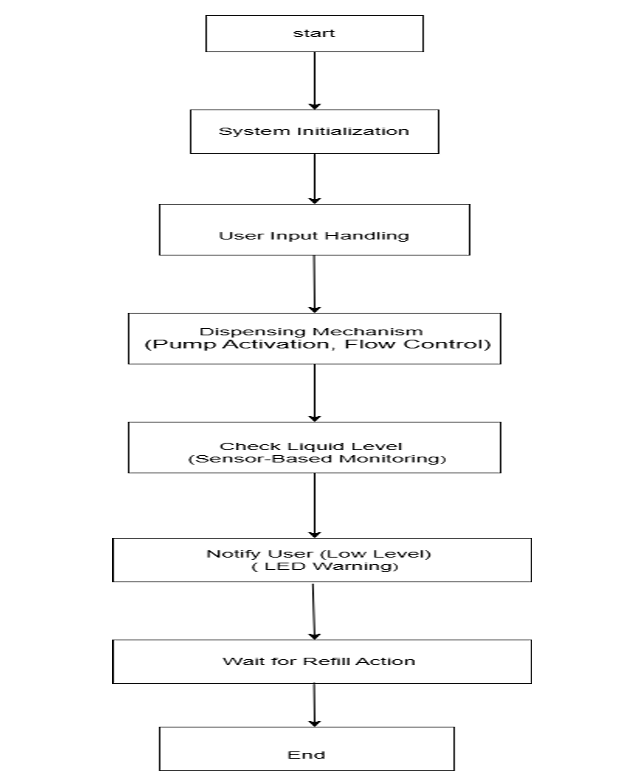 start
System Initialization
User Input Handling
Dispensing Mechanism
(Pump Activation, Flow Control)
Check Liquid Level
(Sensor-Based Monitoring)
Notify User (Low Level)
( LED Warning)
Wait for Refill Action
End